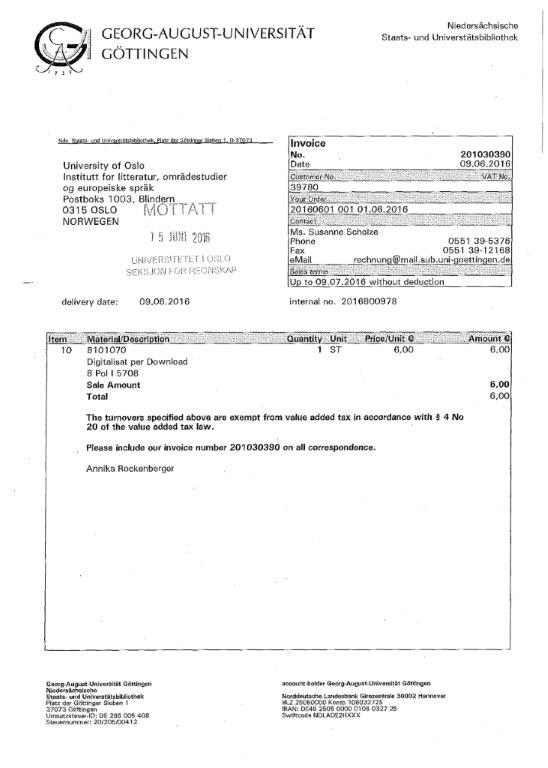 GEORG-AUGUST-UNIVERSITÄT
GÖTTINGEN
Niedersächsische
Staats- und Universtätsbibliothek
Nds. Staats- und Universtätsbibliothek, Platz der Göttinger Sieben 1, D-37073
University of Oslo
Institutt for litteratur, områdestudier
og europeiske språk
Postboks 1003, Blindern
0315 OSLO
NORWEGEN
MOTTATT
15 JUNI 2016
UNIVERSITETET I OSLO
SEKSJON FOR REGNSKAP
Invoice
No. 201030390
Date 09.06.2016
Customer No. VAT No.
39780
Your Order
20160601 001 01.06.2016
Contact
Ms. Susanne Scholze
Phone 0551 39-5376
Fax 0551 39-12168
eMail rechnung@mail.sub.uni-goettingen.de
Sales terms
Up to 09.07.2016 without deduction
delivery date: 09.06.2016
internal no. 2016800978
Item Material/Description Quantity Unit Price/Unit € Amount €
10 8101070 1 ST 6,00 6,00
Digitalisat per Download
8 Pol I 5708
Sale Amount 6,00
Total 6,00
The turnovers specified above are exempt from value added tax in accordance with § 4 No
20 of the value added tax law.
Please include our invoice number 201030390 on all correspondence.
Annika Rockenberger
Georg-August-Universität Göttingen
Niedersächsische
Staats- und Universtätsbibliothek
Platz der Göttinger Sieben 1
37073 Göttingen
Umsatzsteuer-ID: DE 286 005 408
Steuernummer: 20/205/00412
account-holder Georg-August-Universität Göttingen
Norddeutsche Landesbank Girozentrale 30002 Hannover
BLZ 25050000 Konto 106032725
IBAN: DE49 2505 0000 0106 0327 25
Swiftcode NOLADE2HXXX